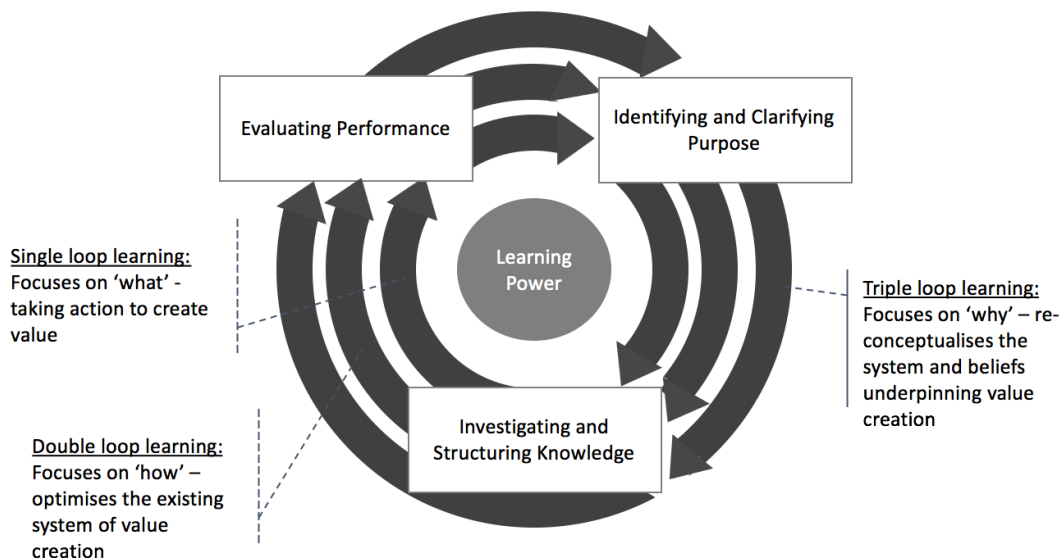 Evaluating Performance
Identifying and Clarifying
Purpose
Learning
Power
Single loop learning:
Focuses on ‘what’ -
taking action to create
value
Triple loop learning:
Focuses on ‘why’ – re-
conceptualises the
system and beliefs
underpinning value
creation
Investigating and
Structuring Knowledge
Double loop learning:
Focuses on ‘how’ –
optimises the existing
system of value
creation